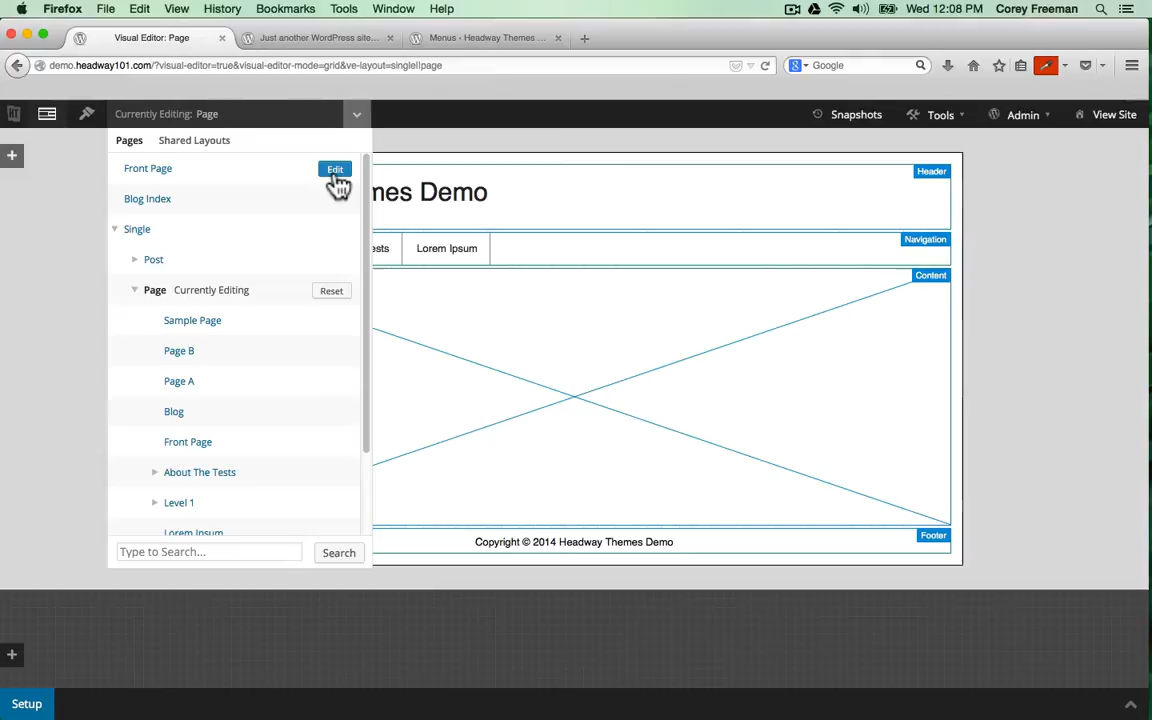 Firefox File Edit View History Bookmarks Tools Window Help Wed 12:08 PM Corey Freeman
Visual Editor: Page Just another WordPress site... Menus ‹ Headway Themes ...
demo.headway101.com/?visual-editor=true&visual-editor-mode=grid&ve-layout=single||page Google
Currently Editing: Page Snapshots Tools Admin View Site
Pages Shared Layouts
Front Page Edit
Blog Index
Single
Post
Page Currently Editing Reset
Sample Page
Page B
Page A
Blog
Front Page
About The Tests
Level 1
Lorem Ipsum
Type to Search... Search
Header
mes Demo
Navigation
ests Lorem Ipsum
Content
Footer
Copyright © 2014 Headway Themes Demo
Setup